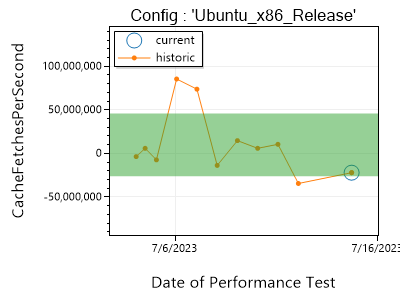 Config : 'Ubuntu_x86_Release'
current
historic
CacheFetchesPerSecond
100,000,000
50,000,000
0
-50,000,000
7/6/2023
7/16/2023
Date of Performance Test